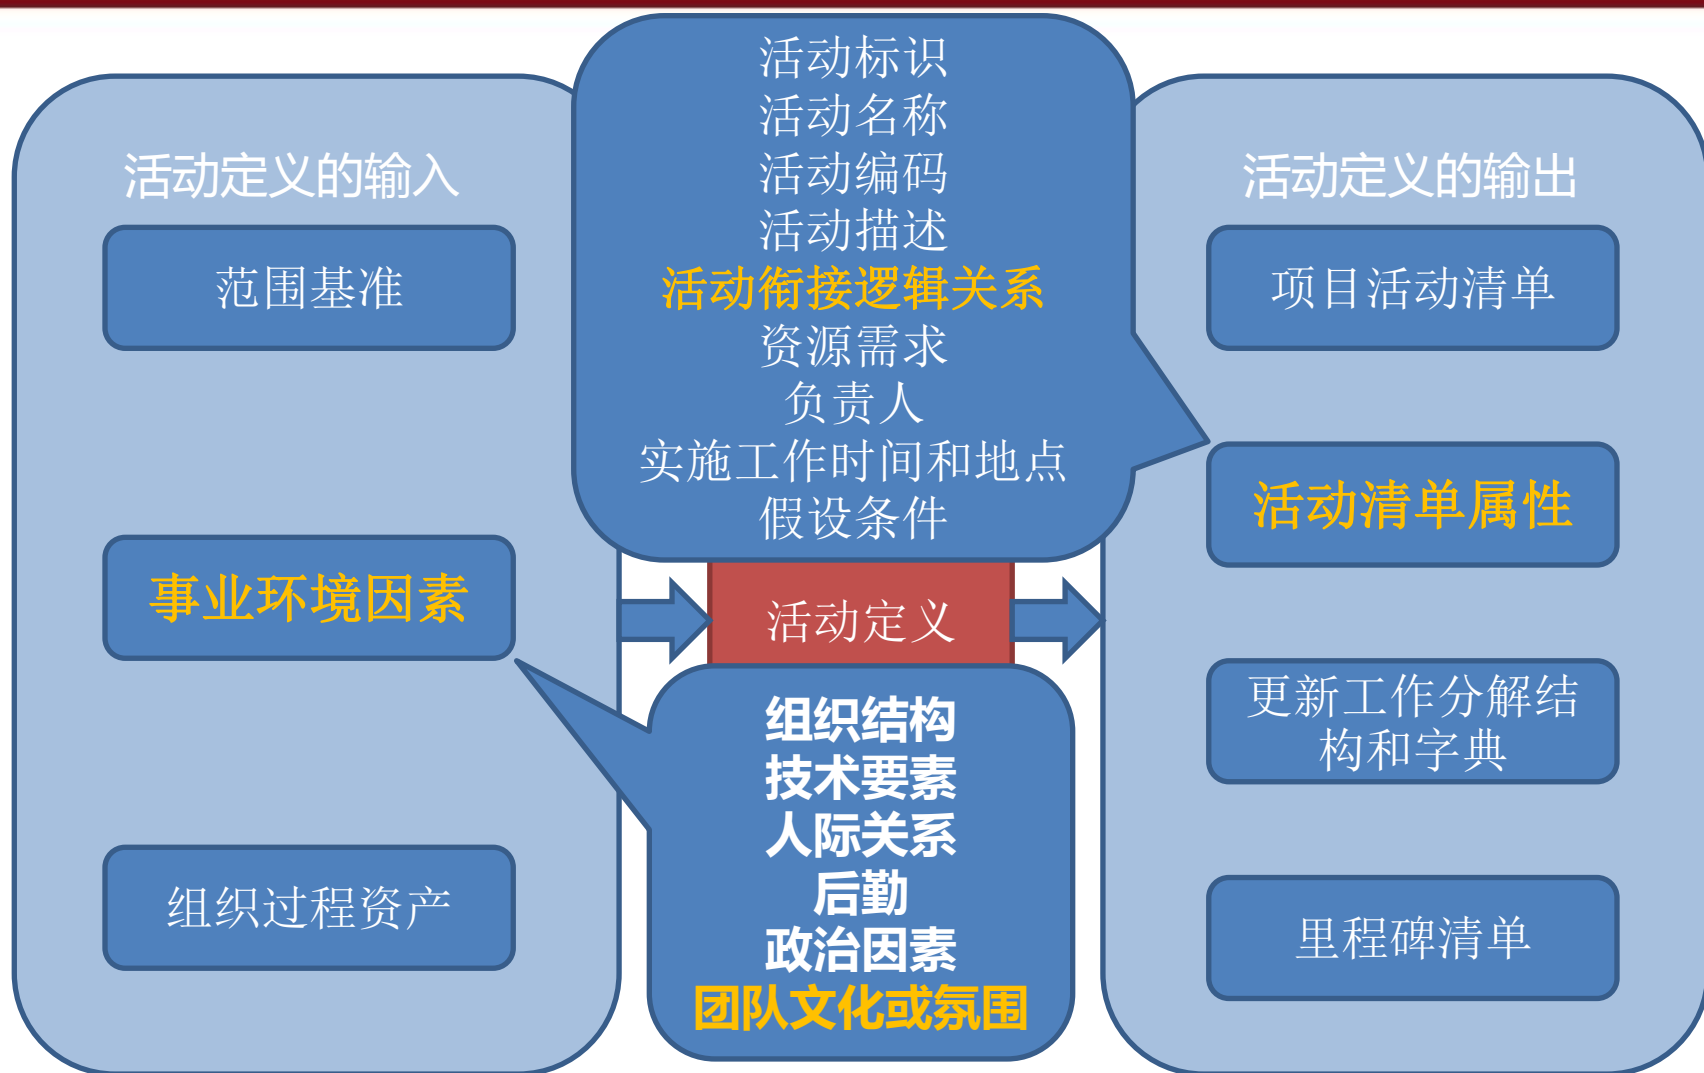 活动定义的输入
范围基准
事业环境因素
组织过程资产
活动标识
活动名称
活动编码
活动描述
活动衔接逻辑关系
资源需求
负责人
实施工作时间和地点
假设条件
活动定义
组织结构
技术要素
人际关系
后勤
政治因素
团队文化或氛围
活动定义的输出
项目活动清单
活动清单属性
更新工作分解结
构和字典
里程碑清单